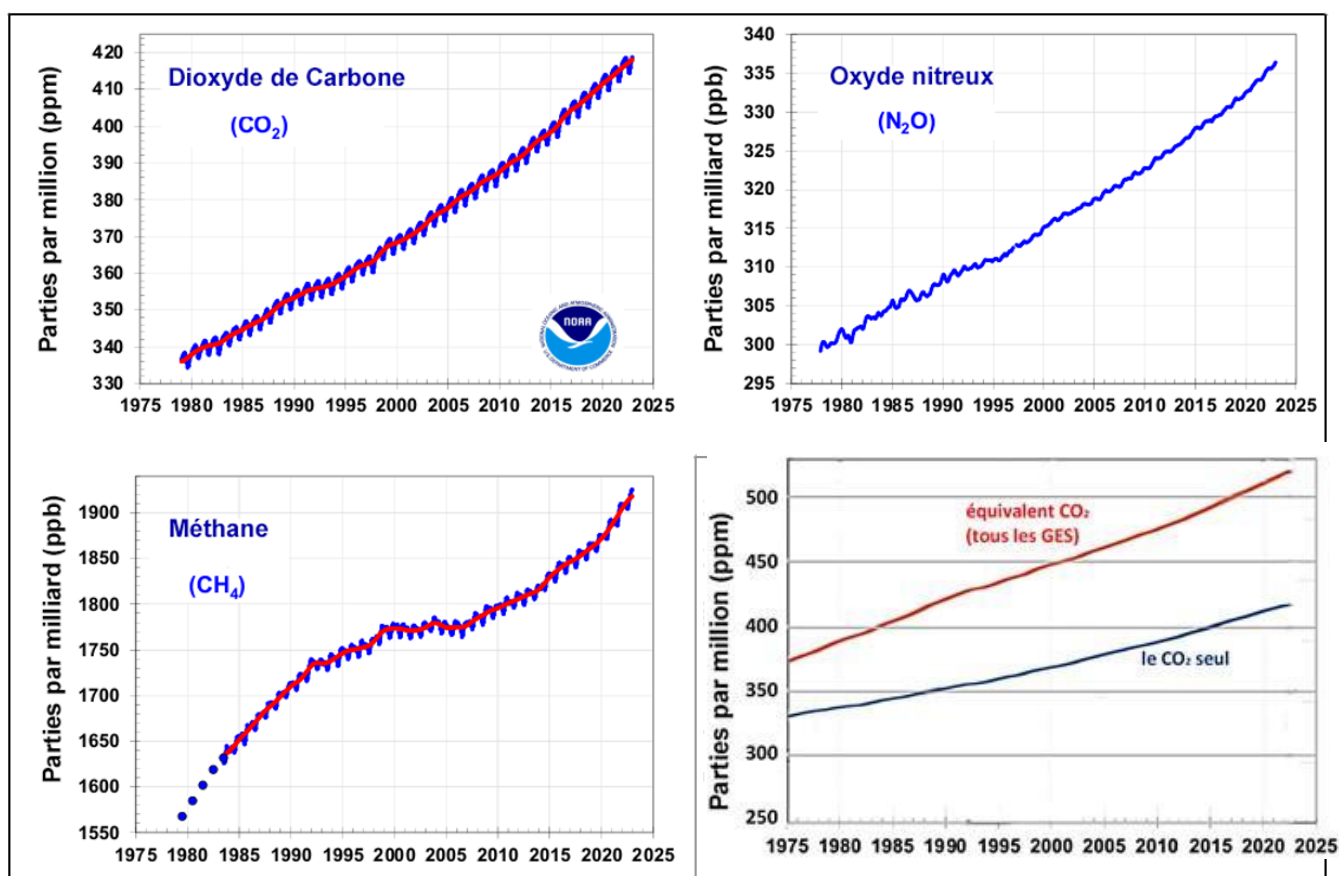 Parties par million (ppm)
420
410
400
390
380
370
360
350
340
330
Dioxyde de Carbone
(CO₂)
NOAA
1975 1980 1985 1990 1995 2000 2005 2010 2015 2020 2025
Parties par milliard (ppb)
340
335
330
325
320
315
310
305
300
295
Oxyde nitreux
(N₂O)
1975 1980 1985 1990 1995 2000 2005 2010 2015 2020 2025
Parties par milliard (ppb)
1900
1850
1800
1750
1700
1650
1600
1550
Méthane
(CH₄)
1975 1980 1985 1990 1995 2000 2005 2010 2015 2020 2025
Parties par million (ppm)
500
450
400
350
300
250
équivalent CO₂
(tous les GES)
le CO₂ seul
1975 1980 1985 1990 1995 2000 2005 2010 2015 2020 2025